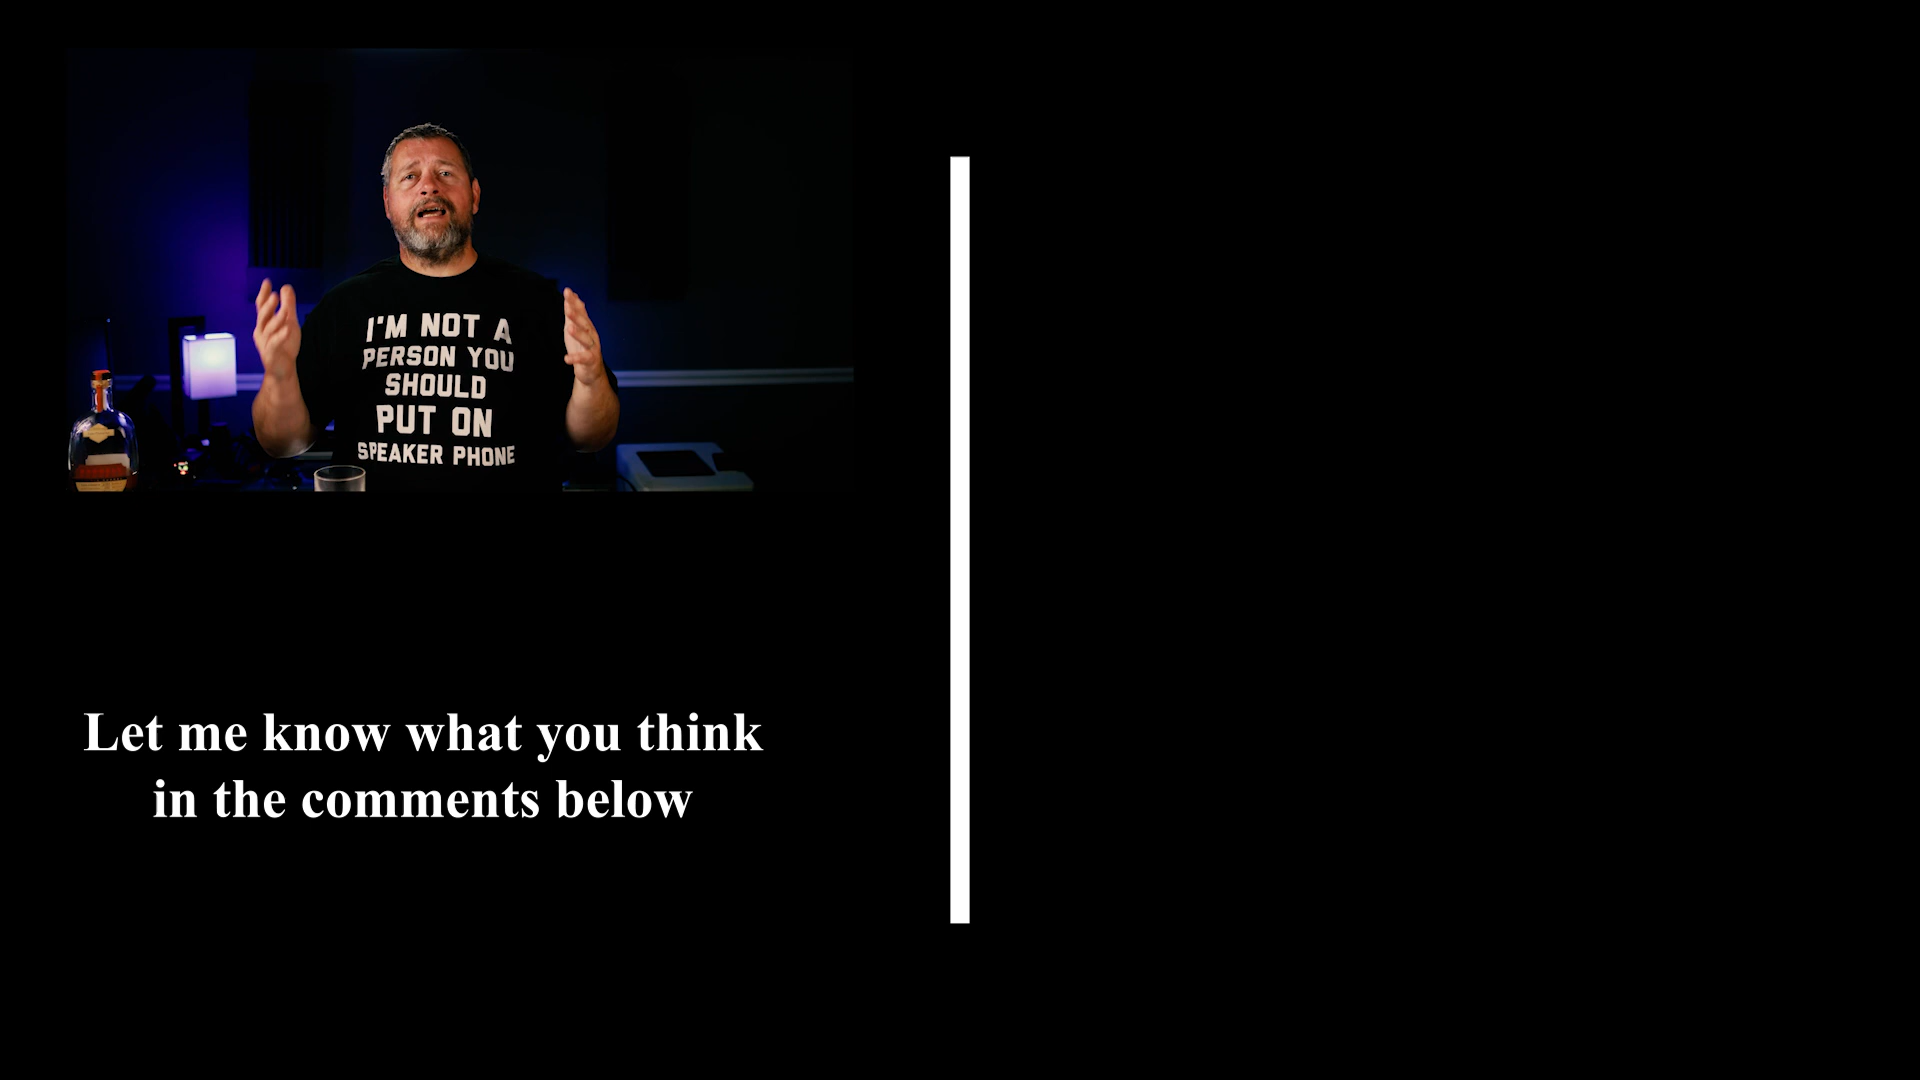 I'M NOT A
PERSON YOU
SHOULD
PUT ON
SPEAKER PHONE
Let me know what you think
in the comments below